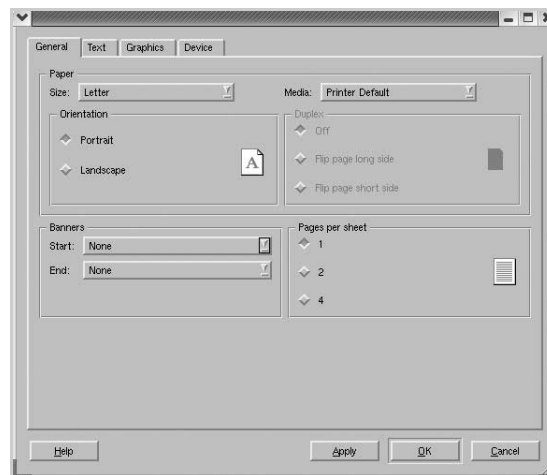 General Text Graphics Device
Paper
Size: Letter Media: Printer Default
Orientation Duplex
Portrait Off
A
Landscape Flip page long side
Flip page short side
Banners Pages per sheet
Start: None 1
End: None 2
4
Help Apply OK Cancel